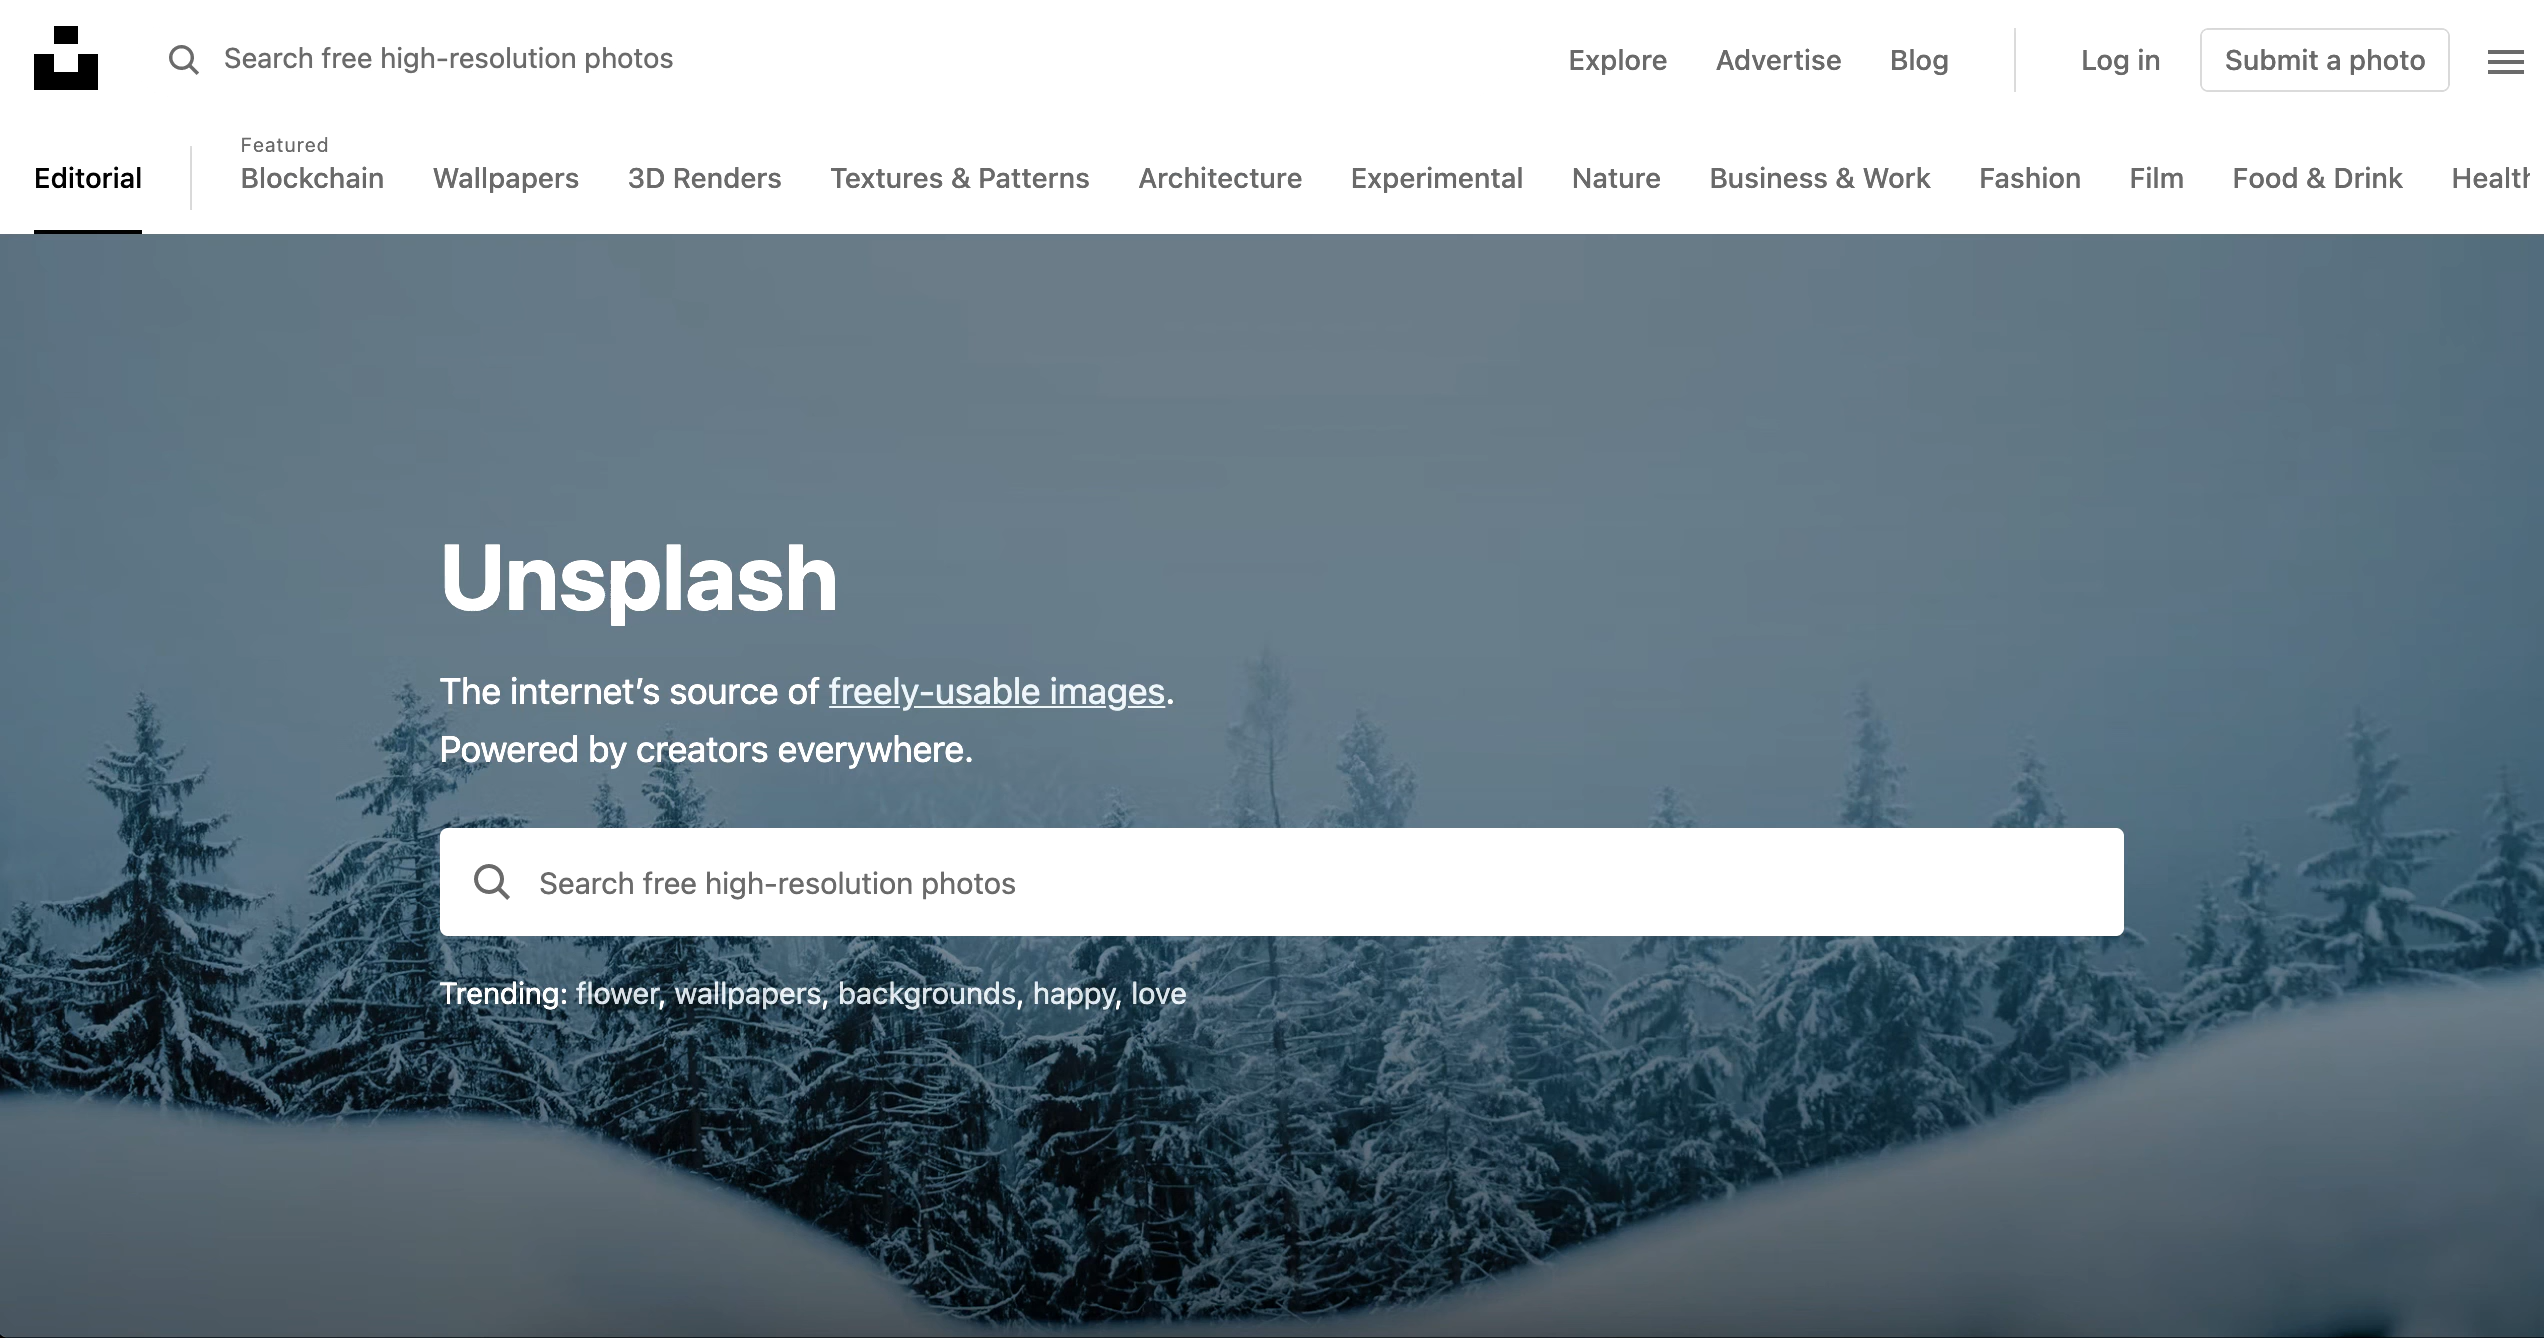 Search free high-resolution photos
Explore
Advertise
Blog
Log in
Submit a photo
Editorial
Featured
Blockchain
Wallpapers
3D Renders
Textures & Patterns
Architecture
Experimental
Nature
Business & Work
Fashion
Film
Food & Drink
Health
Unsplash
The internet’s source of freely-usable images.
Powered by creators everywhere.
Search free high-resolution photos
Trending: flower, wallpapers, backgrounds, happy, love